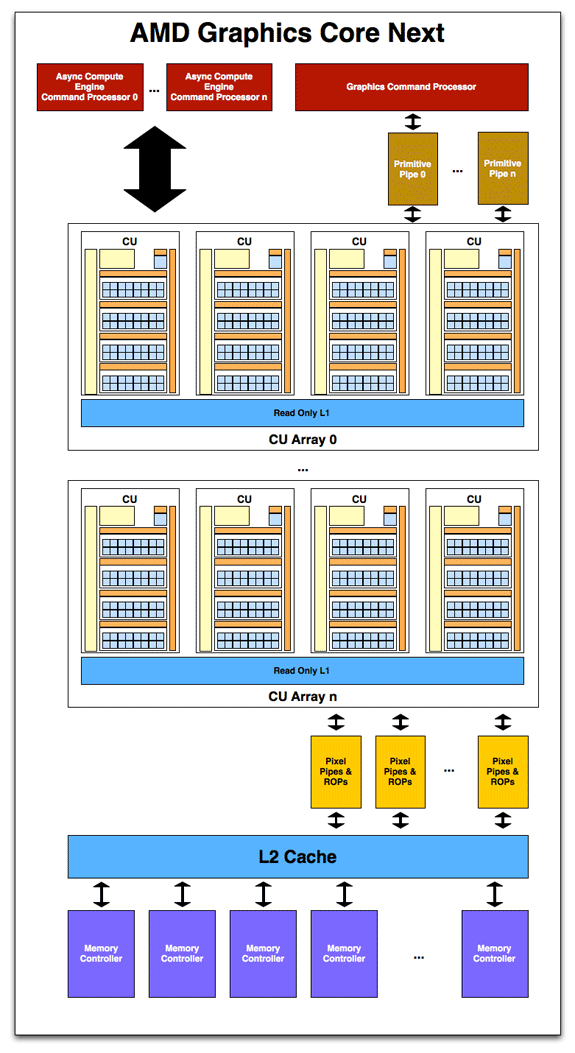 AMD Graphics Core Next
Async Compute
Engine
Command Processor 0
...
Async Compute
Engine
Command Processor n
Graphics Command Processor
Primitive
Pipe 0
...
Primitive
Pipe n
CU
CU
CU
CU
Read Only L1
CU Array 0
...
CU
CU
CU
CU
Read Only L1
CU Array n
Pixel
Pipes &
ROPs
Pixel
Pipes &
ROPs
...
Pixel
Pipes &
ROPs
L2 Cache
Memory
Controller
Memory
Controller
Memory
Controller
Memory
Controller
...
Memory
Controller